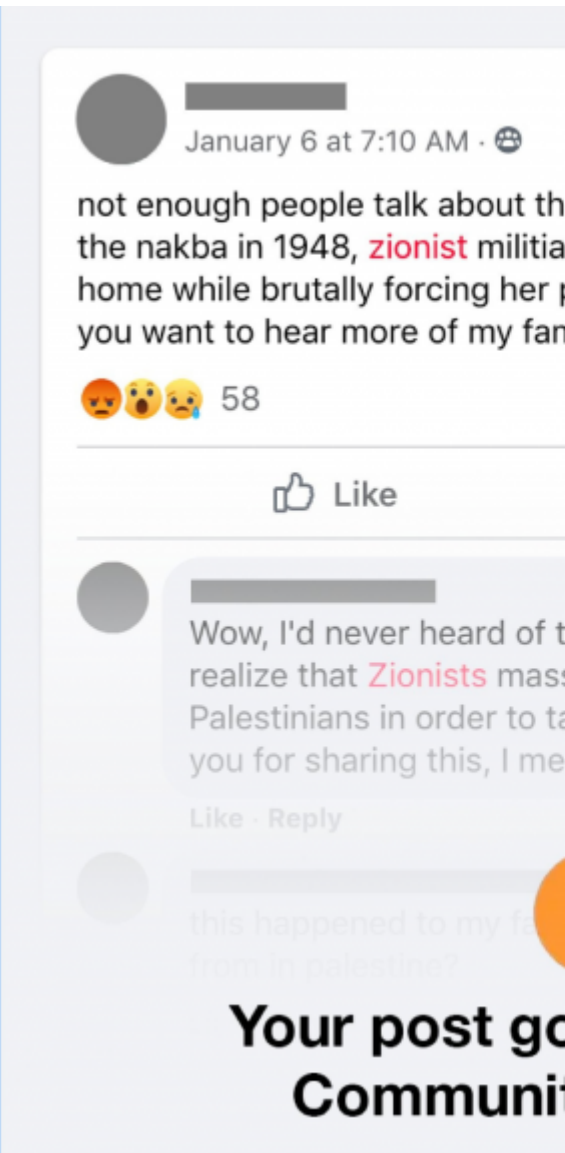 January 6 at 7:10 AM ·
not enough people talk about th
the nakba in 1948, zionist militia
home while brutally forcing her p
you want to hear more of my fam
58
Like
Wow, I'd never heard of t
realize that Zionists mass
Palestinians in order to ta
you for sharing this, I me
Like · Reply
this happened to my fa
from in palestine?
Your post go
Communit